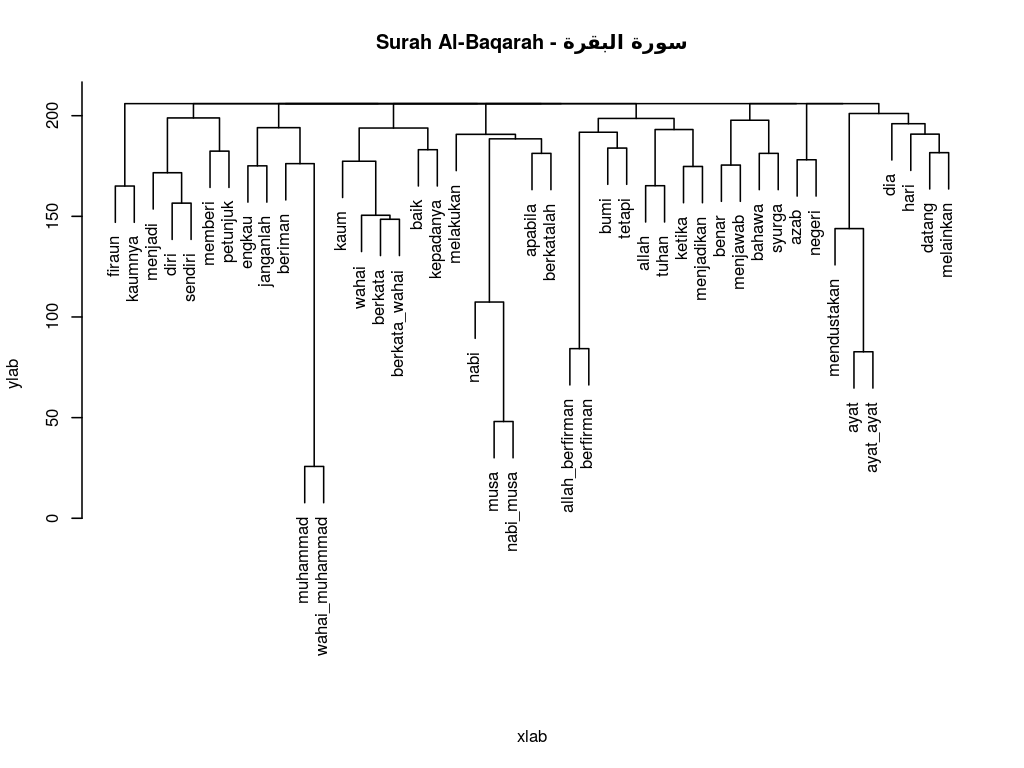 Surah Al-Baqarah - سورة البقرة
ylab
200
150
100
50
0
firaun
kaumnya
menjadi
diri
sendiri
memberi
petunjuk
engkau
janganlah
beriman
muhammad
wahai_muhammad
kaum
wahai
berkata
berkata_wahai
baik
kepadanya
melakukan
nabi
musa
nabi_musa
apabila
berkatalah
allah_berfirman
berfirman
bumi
tetapi
allah
tuhan
ketika
menjadikan
benar
menjawab
bahawa
syurga
azab
negeri
mendustakan
ayat
ayat_ayat
dia
hari
datang
melainkan
xlab